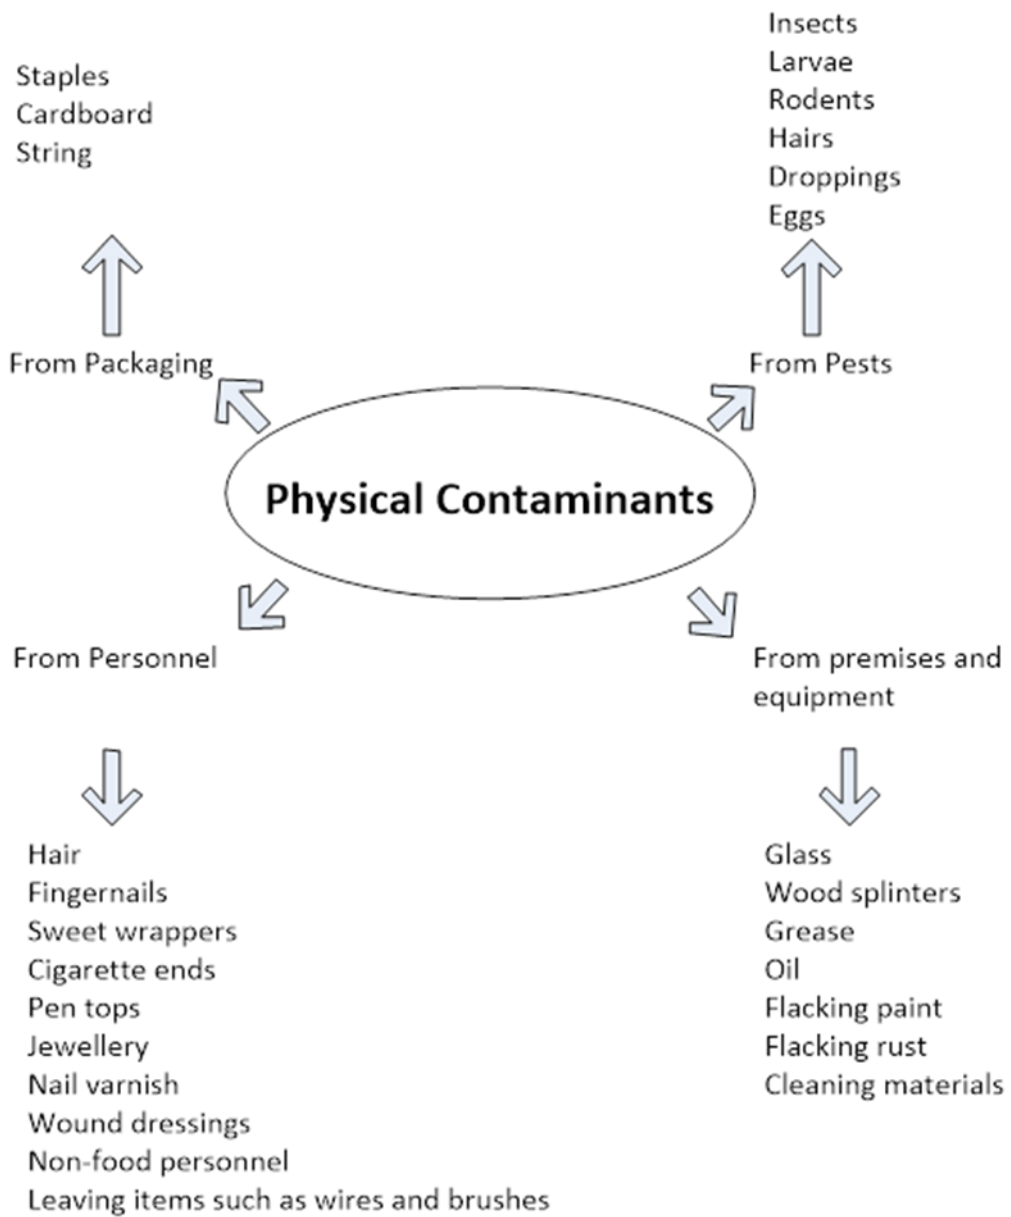 Staples
Cardboard
String
From Packaging
Insects
Larvae
Rodents
Hairs
Droppings
Eggs
From Pests
Physical Contaminants
From Personnel
Hair
Fingernails
Sweet wrappers
Cigarette ends
Pen tops
Jewellery
Nail varnish
Wound dressings
Non-food personnel
Leaving items such as wires and brushes
From premises and
equipment
Glass
Wood splinters
Grease
Oil
Flacking paint
Flacking rust
Cleaning materials